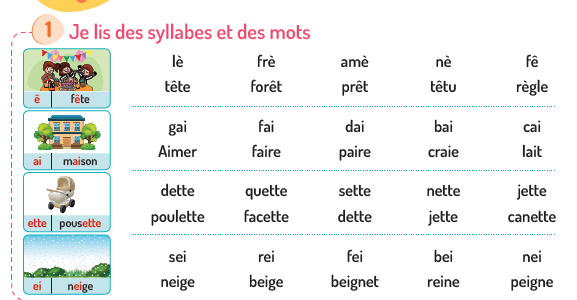 1 Je lis des syllabes et des mots
lè frè amè nè fê
ê fête
tête forêt prêt têtu règle
gai fai dai bai cai
ai maison
Aimer faire paire craie lait
dette quette sette nette jette
ette poussette
poulette facette dette jette canette
sei rei fei bei nei
ei neige
neige beige beignet reine peigne